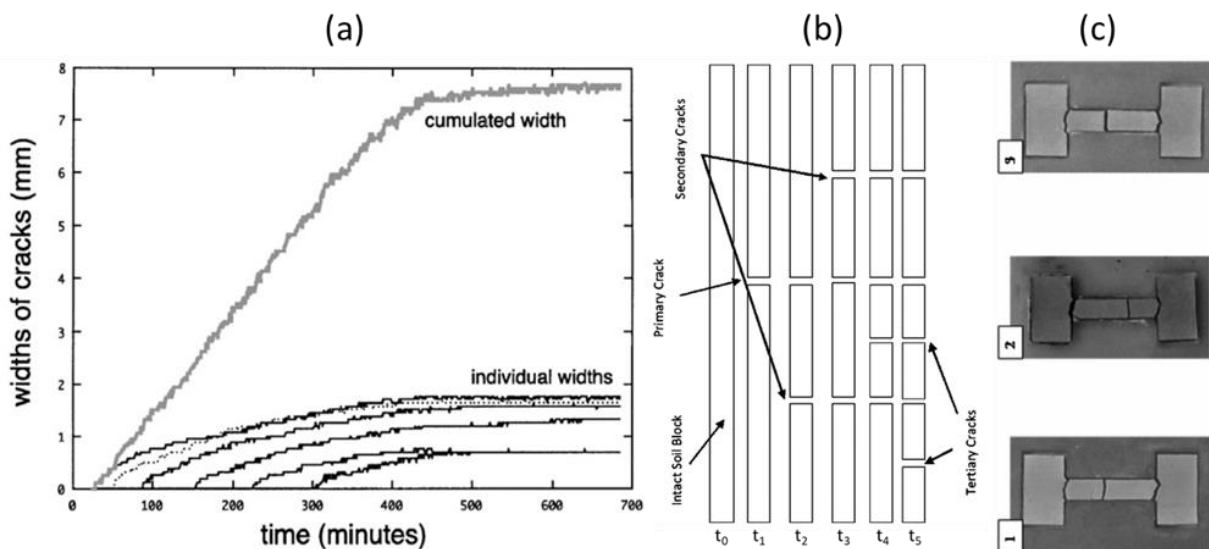 (a)
8
7
6
5
4
3
2
1
0
0
100
200
300
400
500
600
700
widths of cracks (mm)
time (minutes)
cumulated width
individual widths
(b)
Secondary Cracks
Primary Crack
Intact Soil Block
Tertiary Cracks
t₀
t₁
t₂
t₃
t₄
t₅
(c)
3
2
1